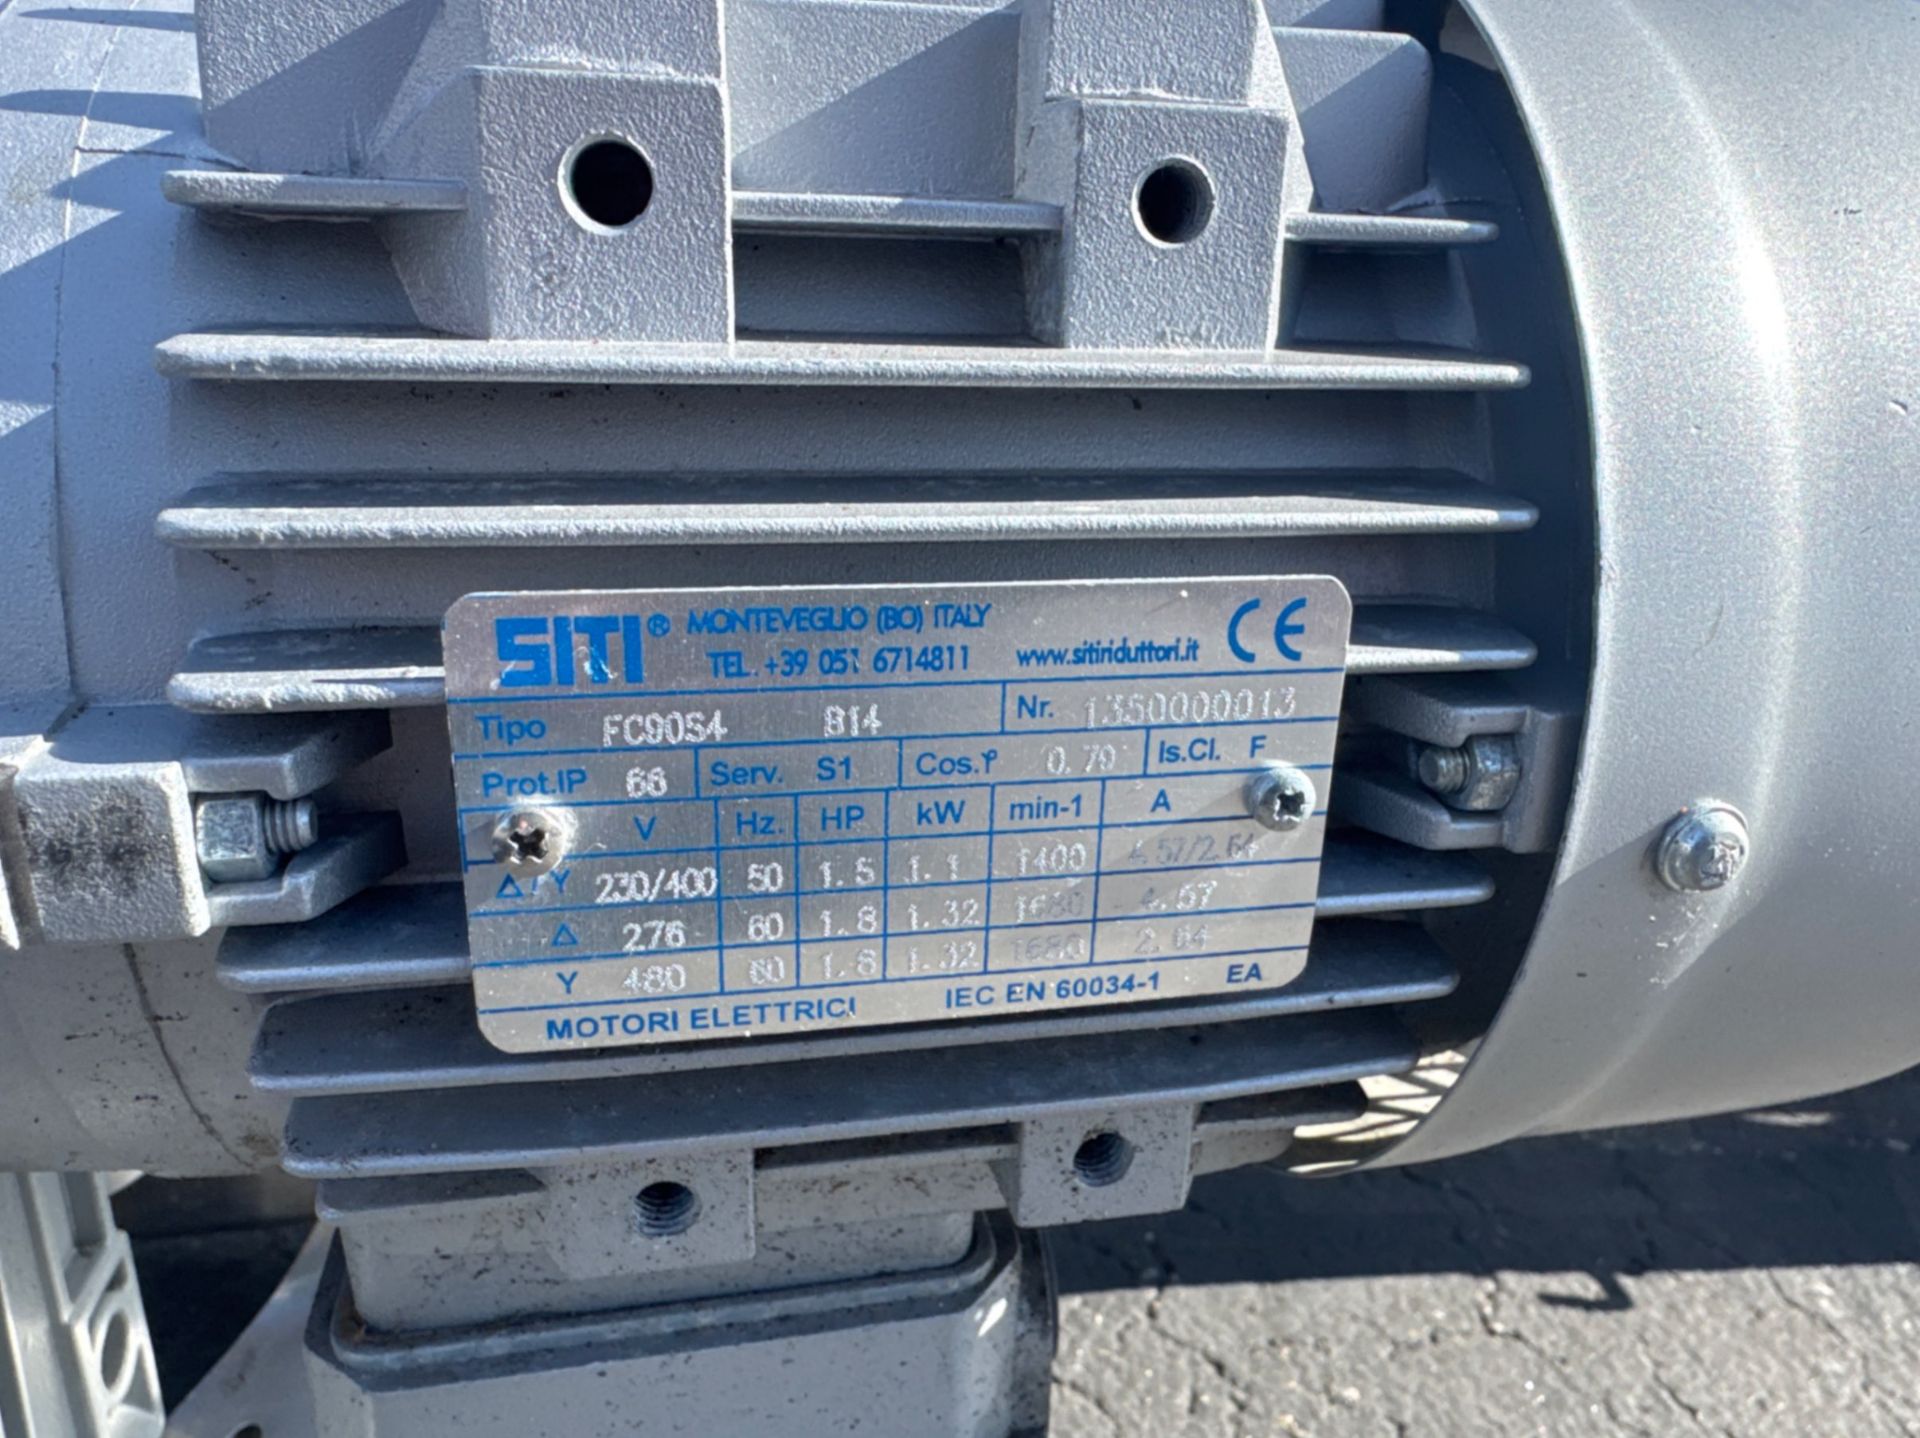 SITI® MONTEVEGLIO (BO) ITALY
TEL. +39 051 6714811 www.sitiriduttori.it CE
Tipo FC90S4 B14 Nr. 1350000013
Prot.IP 66 Serv. S1 Cos.φ 0.70 Is.Cl. F
V Hz. HP kW min-1 A
Δ / Y 230/400 50 1.5 1.1 1400 4.57/2.64
Δ 276 60 1.8 1.32 1680 4.57
Y 480 60 1.8 1.32 1680 2.64
MOTORI ELETTRICI IEC EN 60034-1 EA